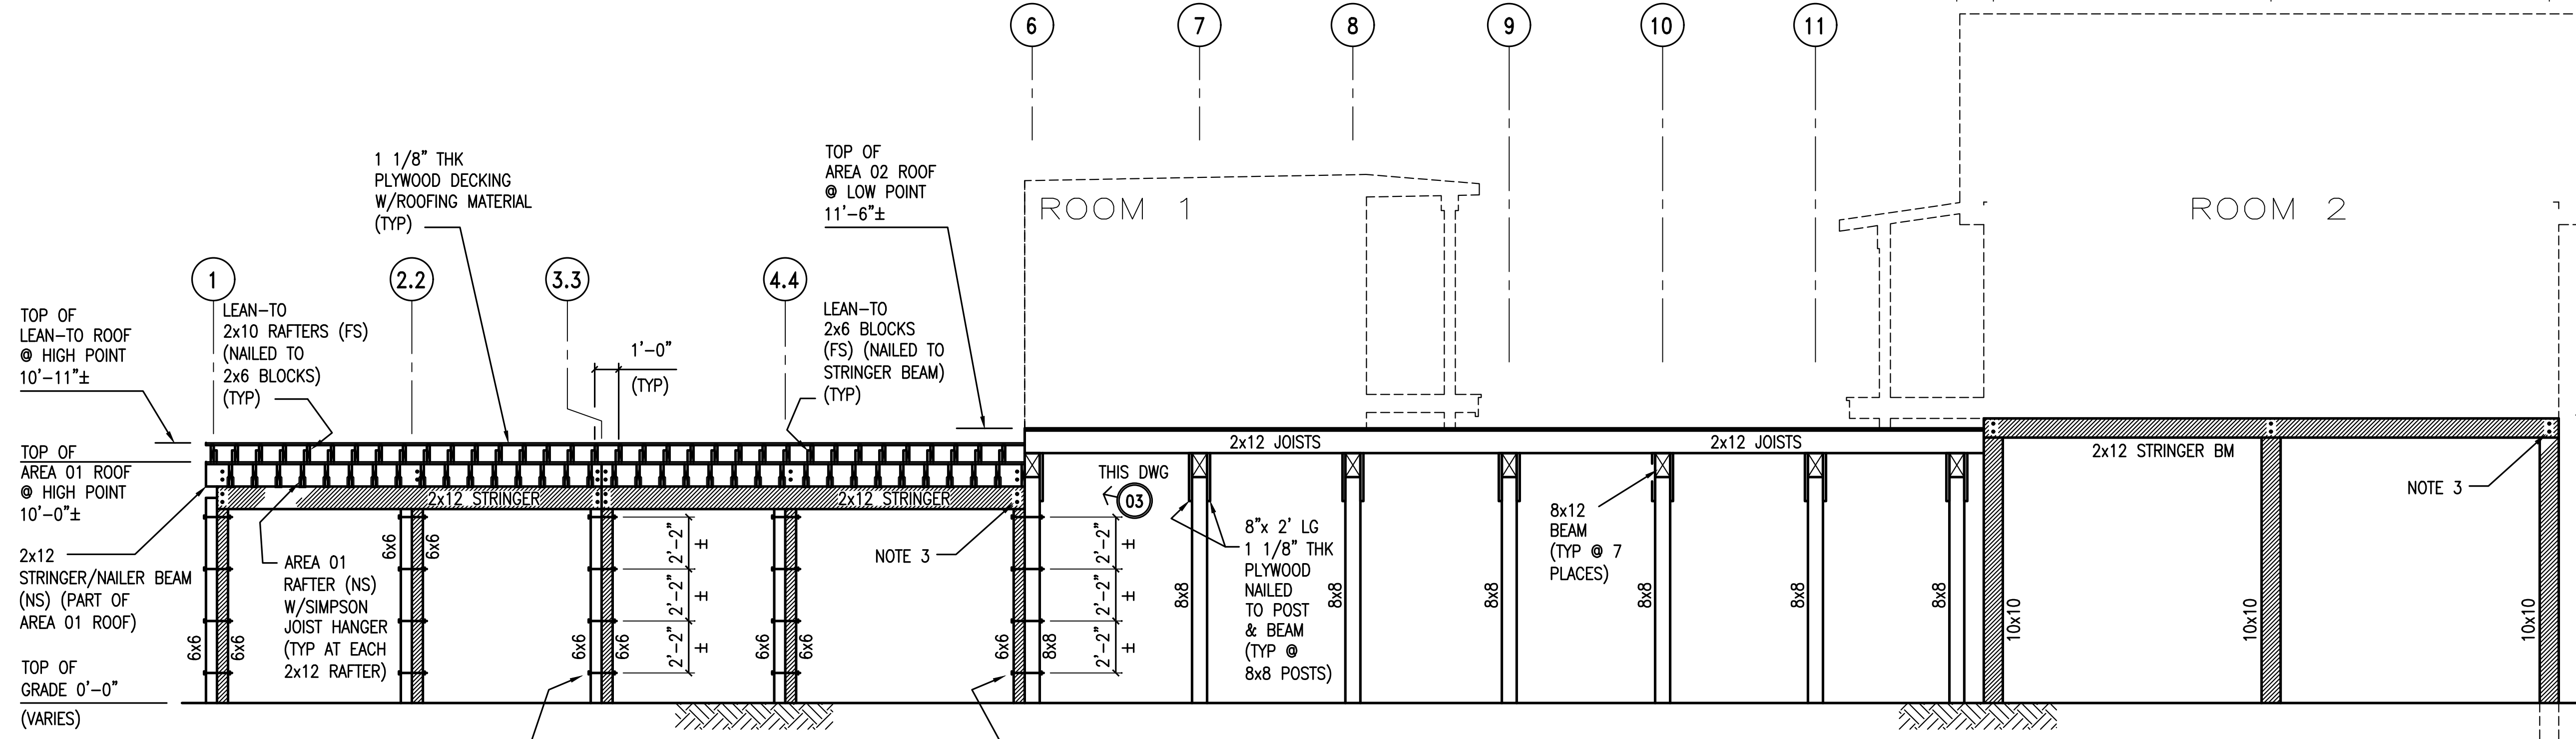 6
7
8
9
10
11
ROOM 1
ROOM 2
1 1/8" THK
PLYWOOD DECKING
W/ROOFING MATERIAL
(TYP)
TOP OF
AREA 02 ROOF
@ LOW POINT
11'-6"±
1
2.2
3.3
4.4
TOP OF
LEAN-TO ROOF
@ HIGH POINT
10'-11"±
LEAN-TO
2x10 RAFTERS (FS)
(NAILED TO
2x6 BLOCKS)
(TYP)
1'-0"
(TYP)
LEAN-TO
2x6 BLOCKS
(FS) (NAILED TO
STRINGER BEAM)
(TYP)
TOP OF
AREA 01 ROOF
@ HIGH POINT
10'-0"±
2x12
STRINGER/NAILER BEAM
(NS) (PART OF
AREA 01 ROOF)
TOP OF
GRADE 0'-0"
(VARIES)
2x12 STRINGER
2x12 STRINGER
2x12 JOISTS
2x12 JOISTS
2x12 STRINGER BM
AREA 01
RAFTER (NS)
W/SIMPSON
JOIST HANGER
(TYP AT EACH
2x12 RAFTER)
NOTE 3
THIS DWG
03
8"x 2' LG
1 1/8" THK
PLYWOOD
NAILED
TO POST
& BEAM
(TYP @
8x8 POSTS)
8x12
BEAM
(TYP @ 7
PLACES)
NOTE 3
6x6
6x6
6x6
6x6
6x6
6x6
6x6
6x6
6x6
8x8
2'-2"
±
2'-2"
±
2'-2"
±
2'-2"
±
2'-2"
±
2'-2"
±
8x8
8x8
8x8
8x8
8x8
8x8
10x10
10x10
10x10